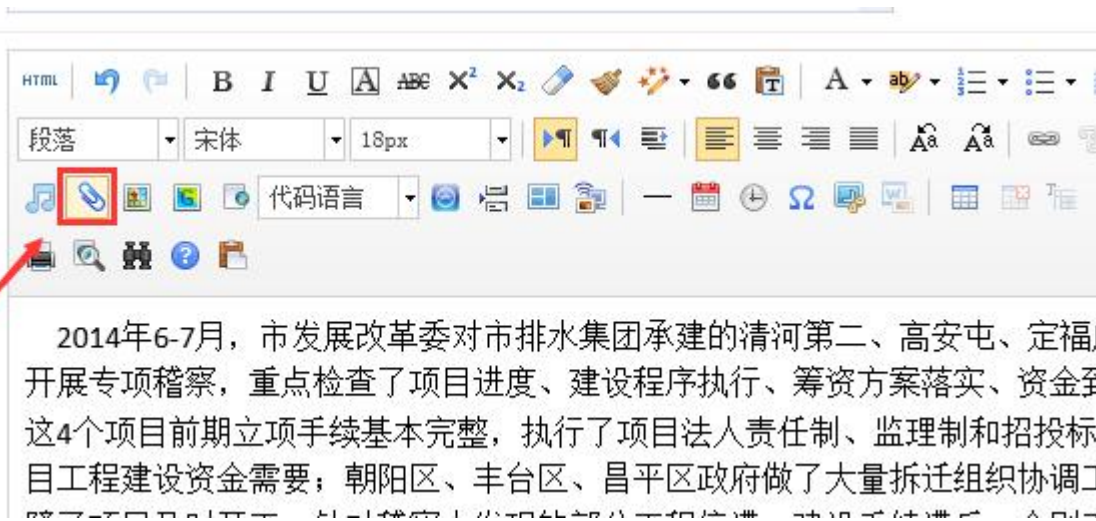 HTML B I U A ABC X² X₂ A ab
段落 宋体 18px Aa Aa
代码语言 Ω W T
2014年6-7月，市发展改革委对市排水集团承建的清河第二、高安屯、定福
开展专项稽察，重点检查了项目进度、建设程序执行、筹资方案落实、资金到
这4个项目前期立项手续基本完整，执行了项目法人责任制、监理制和招投标
目工程建设资金需要；朝阳区、丰台区、昌平区政府做了大量拆迁组织协调工